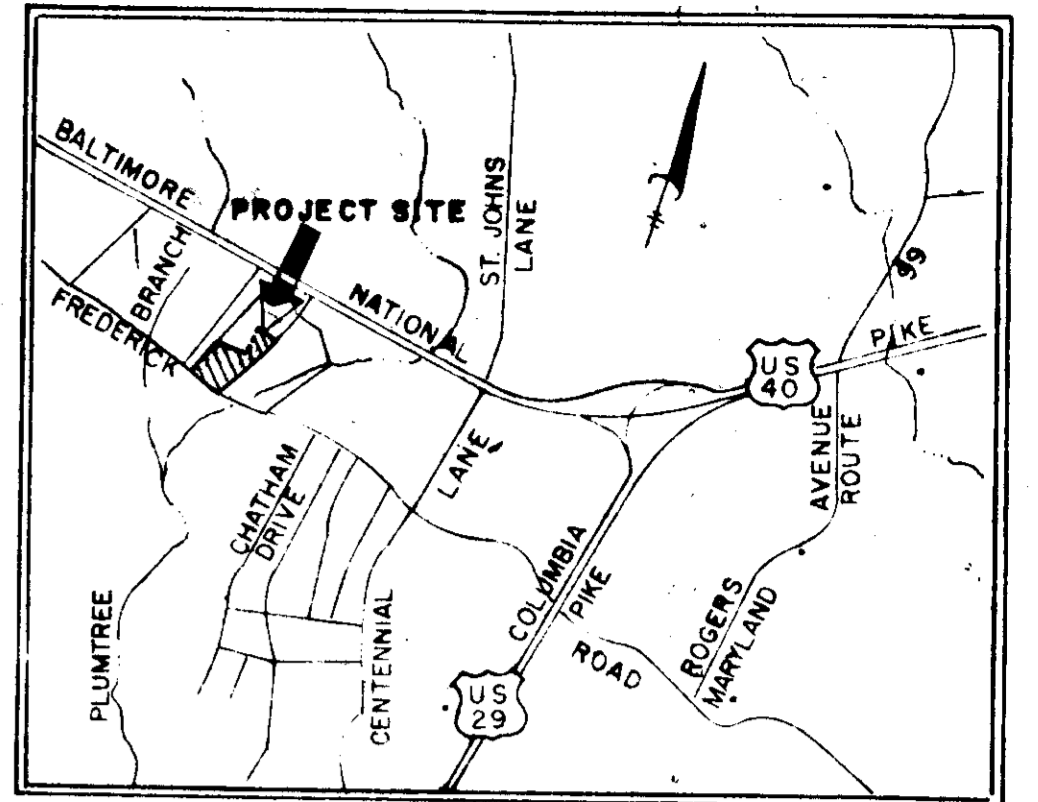 BALTIMORE
NATIONAL
PIKE
PROJECT SITE
ST. JOHNS
LANE
FREDERICK
ROAD
PLUMTREE
BRANCH
CHATHAM
DRIVE
CENTENNIAL
LANE
COLUMBIA
PIKE
US
40
US
29
ROGERS
AVENUE
MARYLAND
ROUTE
99